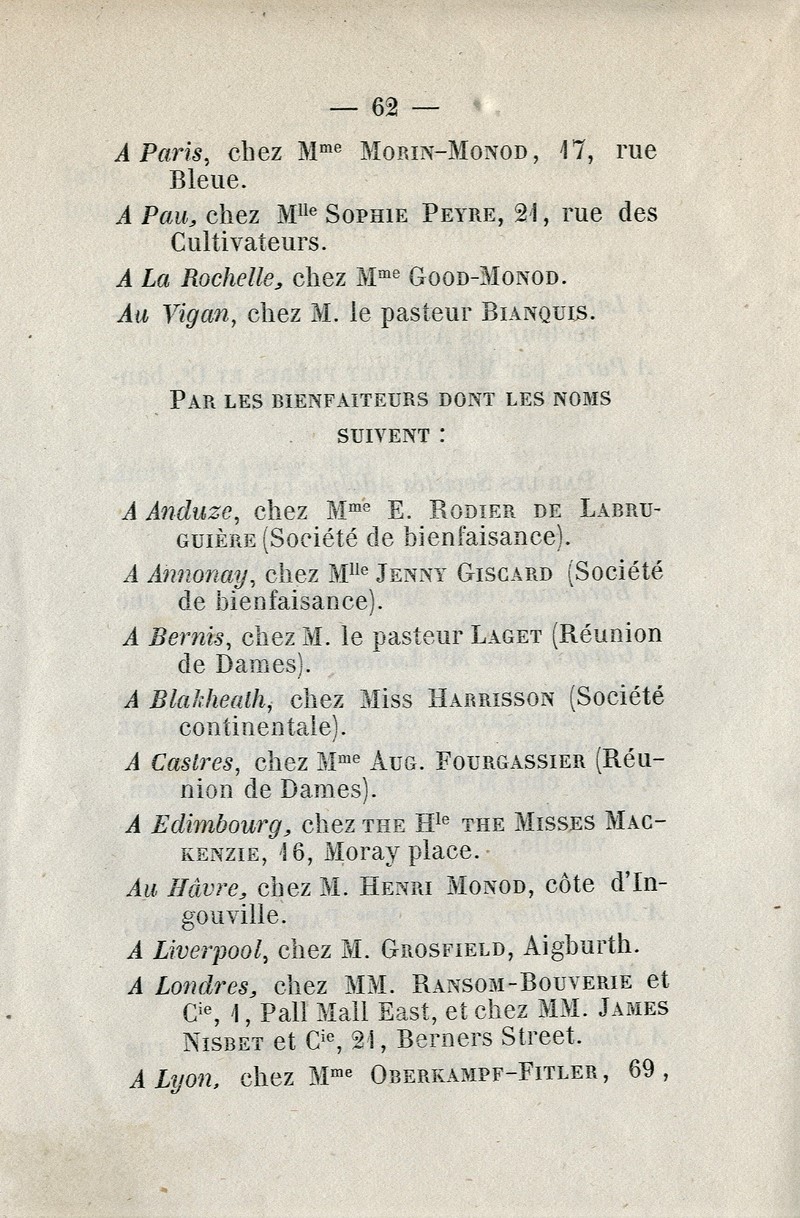 — 62 —
A Paris, chez Mme MORIN-MONOD, 17, rue
Bleue.
A Pau, chez Mlle SOPHIE PEYRE, 21, rue des
Cultivateurs.
A La Rochelle, chez Mme GOOD-MONOD.
Au Vigan, chez M. le pasteur BIANQUIS.
PAR LES BIENFAITEURS DONT LES NOMS
SUIVENT :
A Anduze, chez Mme E. RODIER DE LABRU-
GUIÈRE (Société de bienfaisance).
A Annonay, chez Mlle JENNY GISCARD (Société
de bienfaisance).
A Bernis, chez M. le pasteur LAGET (Réunion
de Dames).
A Blakheath, chez Miss HARRISSON (Société
continentale).
A Castres, chez Mme AUG. FOURGASSIER (Réu-
nion de Dames).
A Edimbourg, chez THE Hle THE MISSES MAC-
KENZIE, 16, Moray place.
Au Hâvre, chez M. HENRI MONOD, côte d'In-
gouville.
A Liverpool, chez M. GROSFIELD, Aigburth.
A Londres, chez MM. RANSOM-BOUVERIE et
Cie, 1, Pall Mall East, et chez MM. JAMES
NISBET et Cie, 21, Berners Street.
A Lyon, chez Mme OBERKAMPF-FITLER, 69,